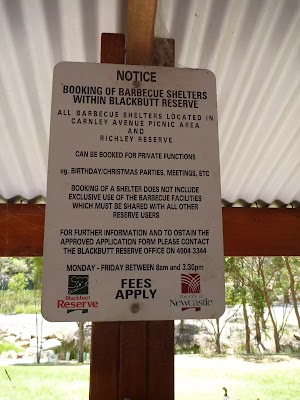 NOTICE
BOOKING OF BARBECUE SHELTERS
WITHIN BLACKBUTT RESERVE
ALL BARBECUE SHELTERS LOCATED IN
CARNLEY AVENUE PICNIC AREA
AND
RICHLEY RESERVE
CAN BE BOOKED FOR PRIVATE FUNCTIONS
eg. BIRTHDAY/CHRISTMAS PARTIES, MEETINGS, ETC
BOOKING OF A SHELTER DOES NOT INCLUDE
EXCLUSIVE USE OF THE BARBECUE FACILITIES
WHICH MUST BE SHARED WITH ALL OTHER
RESERVE USERS
FOR FURTHER INFORMATION AND TO OBTAIN THE
APPROVED APPLICATION FORM PLEASE CONTACT
THE BLACKBUTT RESERVE OFFICE ON 4904 3344
MONDAY - FRIDAY BETWEEN 8am and 3.30pm
FEES
APPLY
Blackbutt
Reserve
The City of
Newcastle